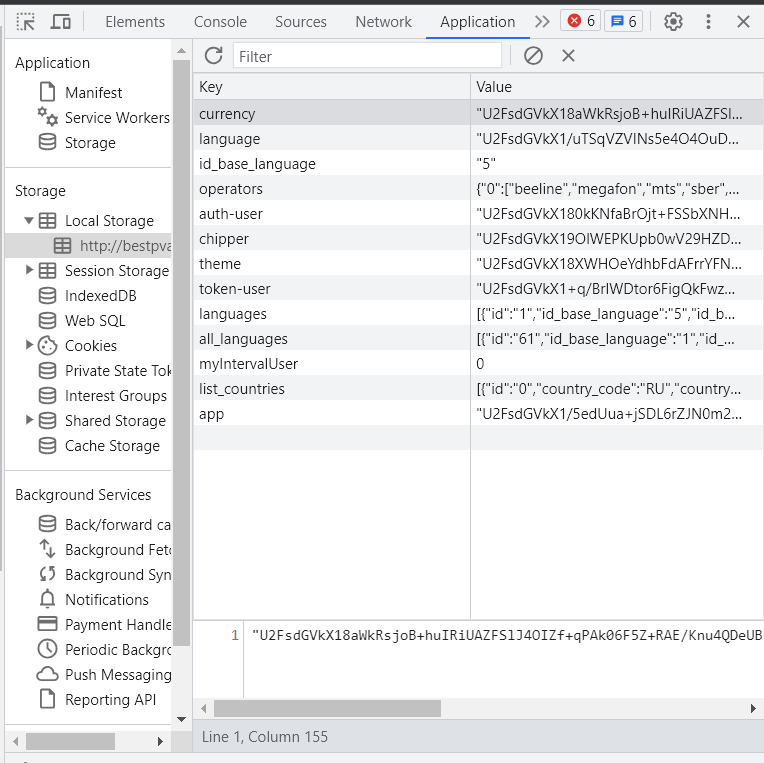 Elements Console Sources Network Application 6 6
Application
Manifest
Service Workers
Storage
Storage
Local Storage
http://bestpva
Session Storage
IndexedDB
Web SQL
Cookies
Private State Tok
Interest Groups
Shared Storage
Cache Storage
Background Services
Back/forward ca
Background Fetc
Background Syn
Notifications
Payment Handle
Periodic Backgro
Push Messaging
Reporting API
Filter
Key Value
currency "U2FsdGVkX18aWkRsjoB+huIRiUAZFSl...
language "U2FsdGVkX1/uTSqVZVINs5e4O4OuD...
id_base_language "5"
operators {"0":["beeline","megafon","mts","sber",...
auth-user "U2FsdGVkX180kKNfaBrOjt+FSSbXNH...
chipper "U2FsdGVkX19OlWEPKUpb0wV29HZD...
theme "U2FsdGVkX18XWHOeYdhbFdAFrrYFN...
token-user "U2FsdGVkX1+q/BrlWDtor6FigQkFwz...
languages [{"id":"1","id_base_language":"5","id_b...
all_languages [{"id":"61","id_base_language":"1","id_...
myIntervalUser 0
list_countries [{"id":"0","country_code":"RU","country...
app "U2FsdGVkX1/5edUua+jSDL6rZJN0m2...
1 "U2FsdGVkX18aWkRsjoB+huIRiUAZFSlJ4OIZf+qPAk06F5Z+RAE/Knu4QDeUB
Line 1, Column 155